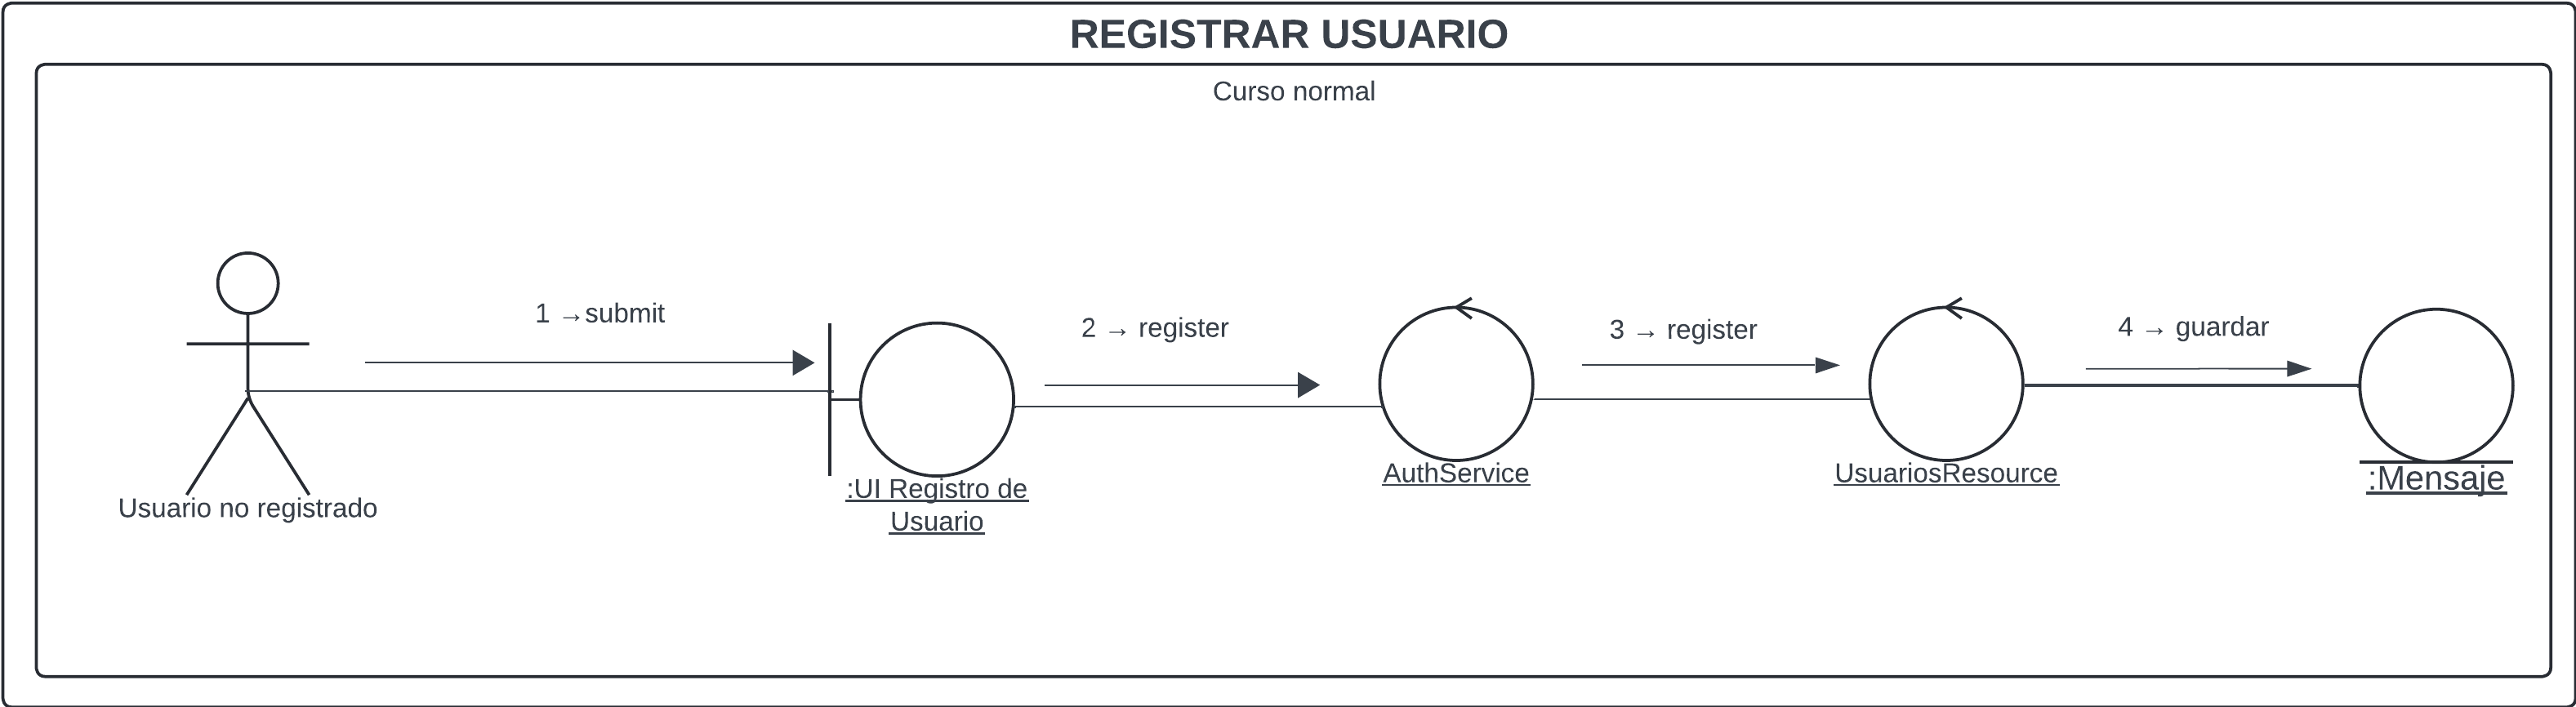 REGISTRAR USUARIO
Curso normal
1 →submit
2 → register
3 → register
4 → guardar
Usuario no registrado
:UI Registro de
Usuario
AuthService
UsuariosResource
:Mensaje